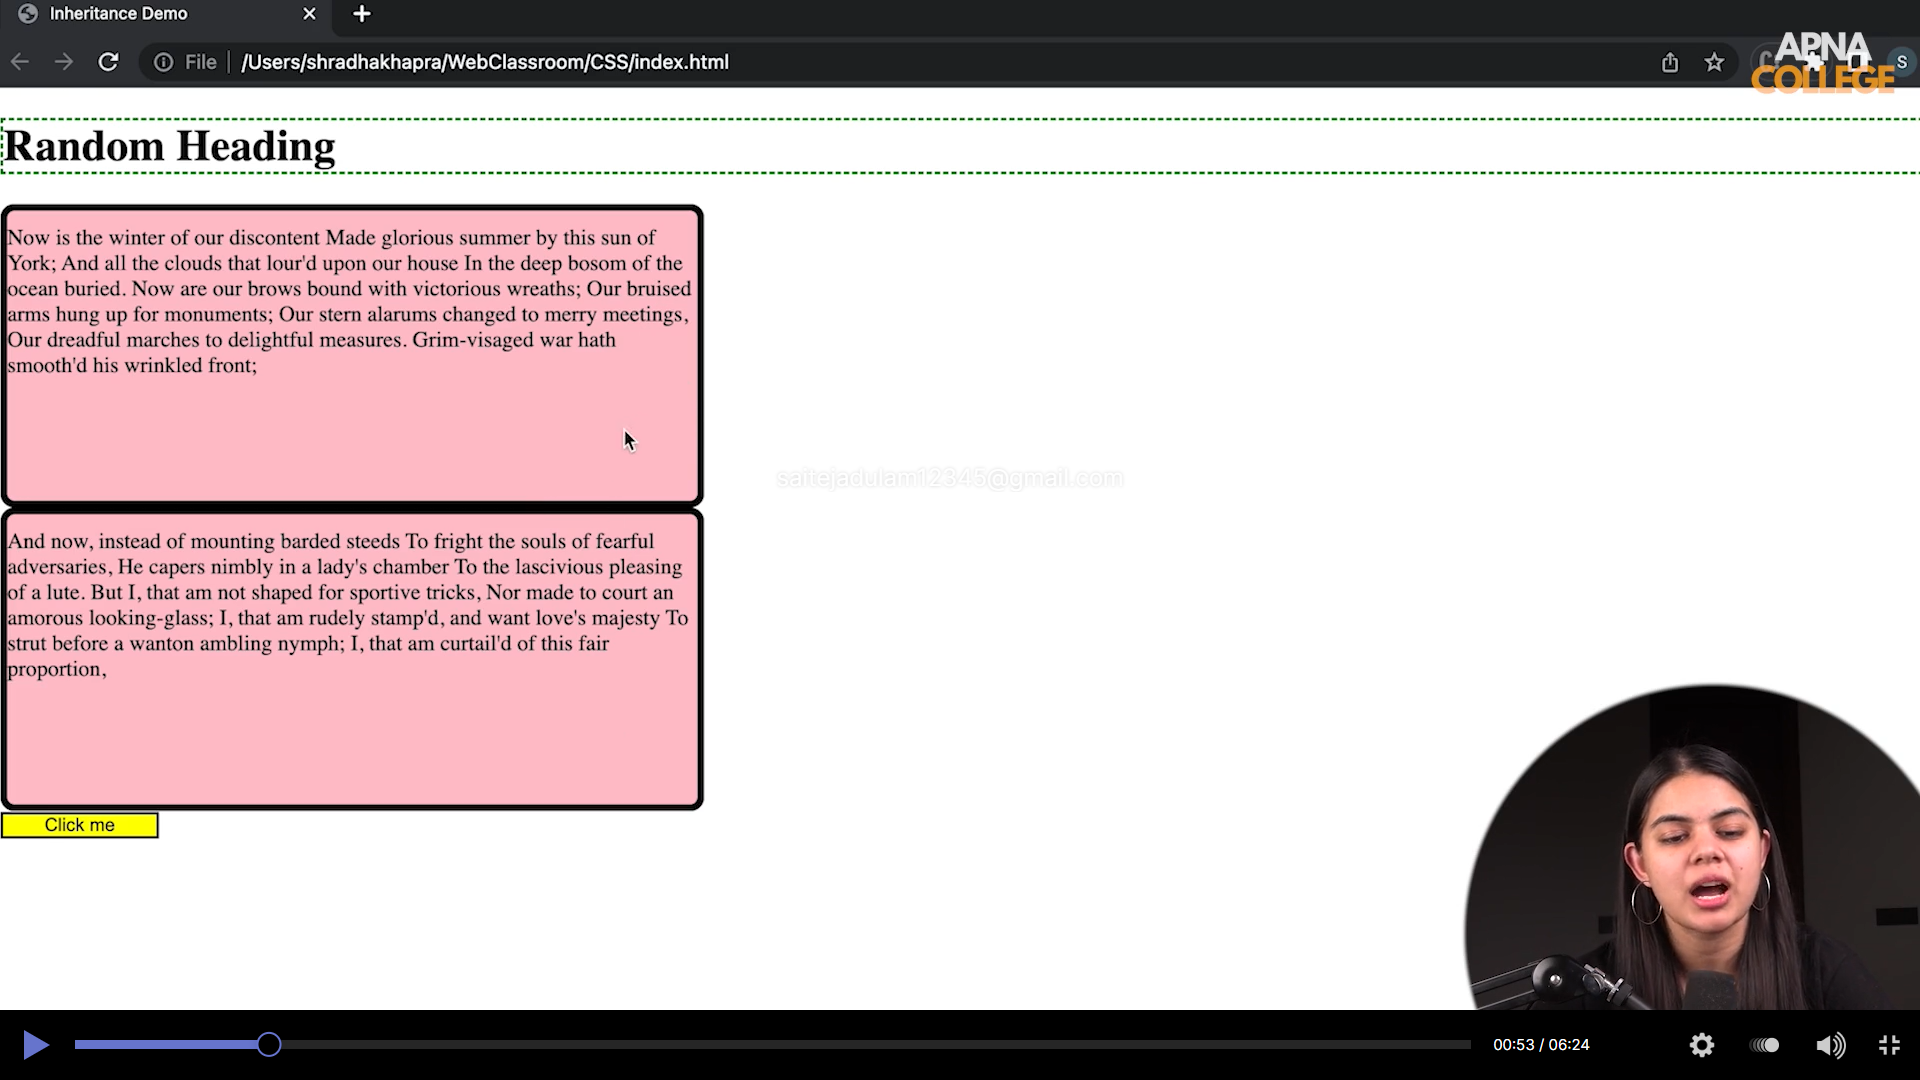 Inheritance Demo
File /Users/shradhakhapra/WebClassroom/CSS/index.html
APNA
COLLEGE
S
Random Heading
Now is the winter of our discontent Made glorious summer by this sun of
York; And all the clouds that lour'd upon our house In the deep bosom of the
ocean buried. Now are our brows bound with victorious wreaths; Our bruised
arms hung up for monuments; Our stern alarums changed to merry meetings,
Our dreadful marches to delightful measures. Grim-visaged war hath
smooth'd his wrinkled front;
saitejadulam12345@gmail.com
And now, instead of mounting barded steeds To fright the souls of fearful
adversaries, He capers nimbly in a lady's chamber To the lascivious pleasing
of a lute. But I, that am not shaped for sportive tricks, Nor made to court an
amorous looking-glass; I, that am rudely stamp'd, and want love's majesty To
strut before a wanton ambling nymph; I, that am curtail'd of this fair
proportion,
Click me
00:53 / 06:24